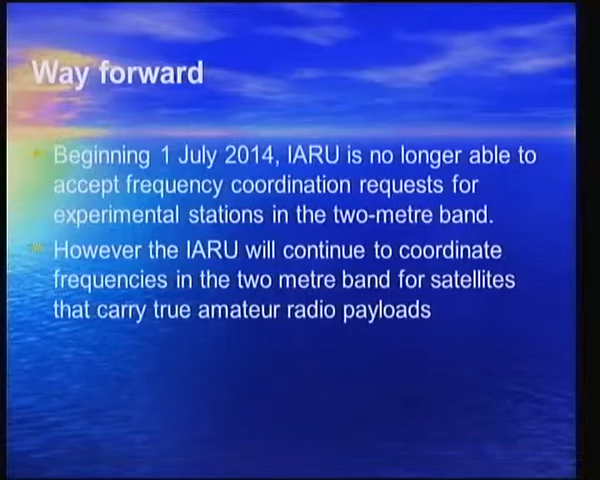 Way forward
Beginning 1 July 2014, IARU is no longer able to
accept frequency coordination requests for
experimental stations in the two-metre band.
However the IARU will continue to coordinate
frequencies in the two metre band for satellites
that carry true amateur radio payloads